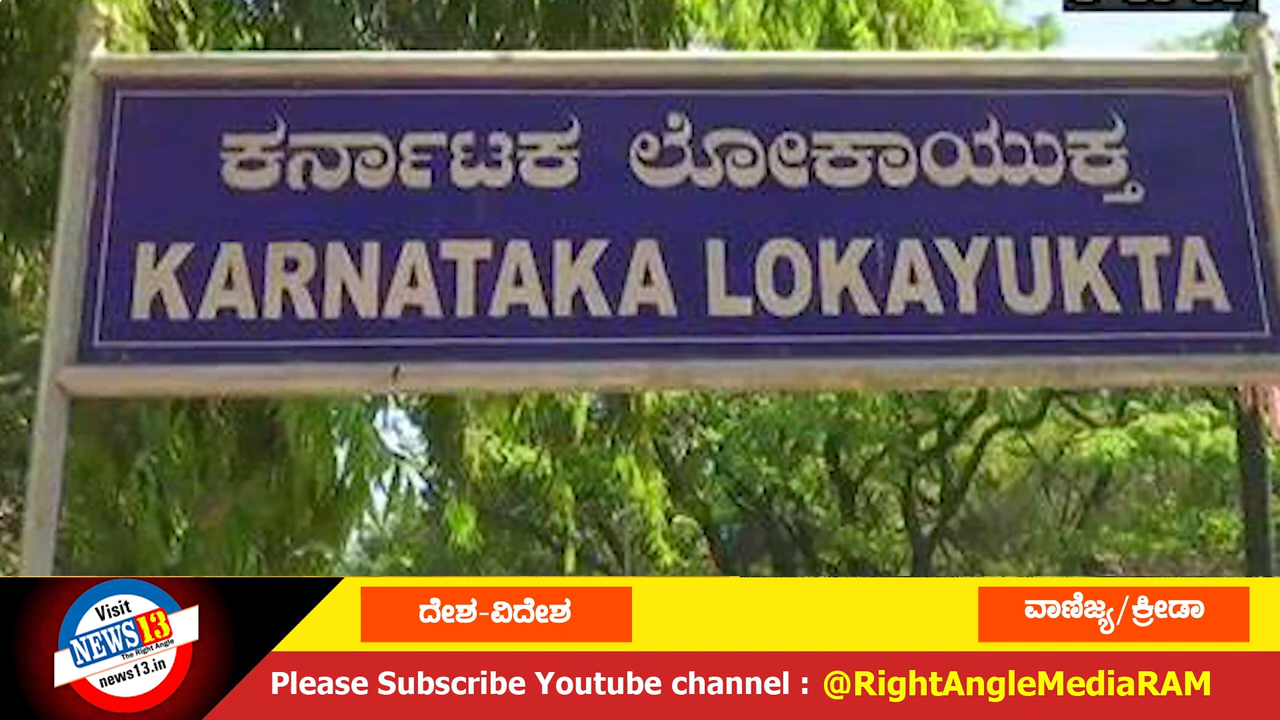 ಕರ್ನಾಟಕ ಲೋಕಾಯುಕ್ತ
KARNATAKA LOKAYUKTA
ದೇಶ-ವಿದೇಶ
ವಾಣಿಜ್ಯ/ಕ್ರೀಡಾ
Visit
NEWS13
The Right Angle
news13.in
Please Subscribe Youtube channel : @RightAngleMediaRAM